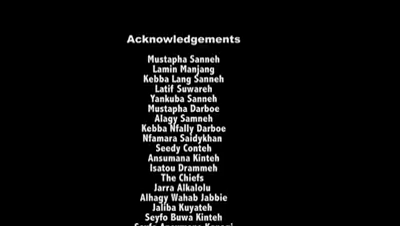 Acknowledgements
Mustapha Sanneh
Lamin Manjang
Kebba Lang Sanneh
Latif Suwareh
Yankuba Sanneh
Mustapha Darboe
Alagy Samneh
Kebba Nfally Darboe
Nfamara Saidykhan
Seedy Conteh
Ansumana Kinteh
Isatou Drammeh
The Chiefs
Jarra Alkalolu
Alhagy Wahab Jabbie
Jaliba Kuyateh
Seyfo Buwa Kinteh